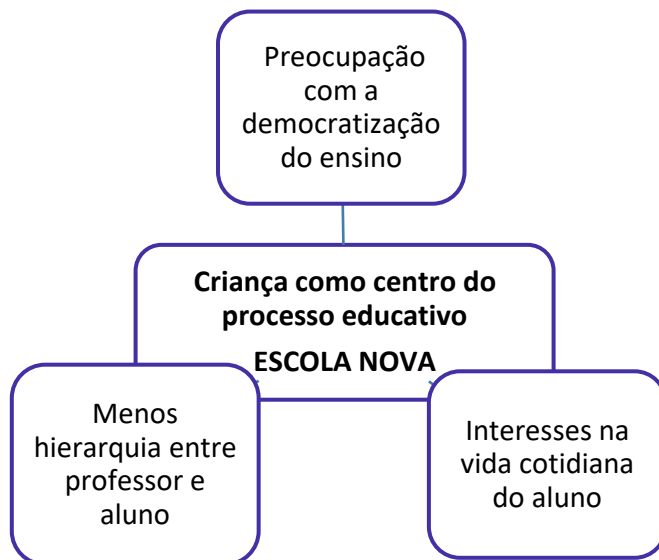 Preocupação
com a
democratização
do ensino
Criança como centro do
processo educativo
ESCOLA NOVA
Menos
hierarquia entre
professor e
aluno
Interesses na
vida cotidiana
do aluno